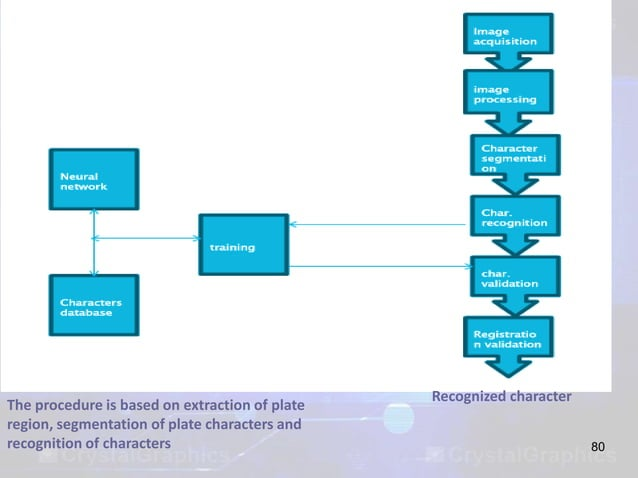 Image
acquisition
image
processing
Character
segmentati
on
Char.
recognition
char.
validation
Registratio
n validation
Neural
network
training
Characters
database
Recognized character
The procedure is based on extraction of plate
region, segmentation of plate characters and
recognition of characters
80
CrystalGraphics
CrystalGraphics